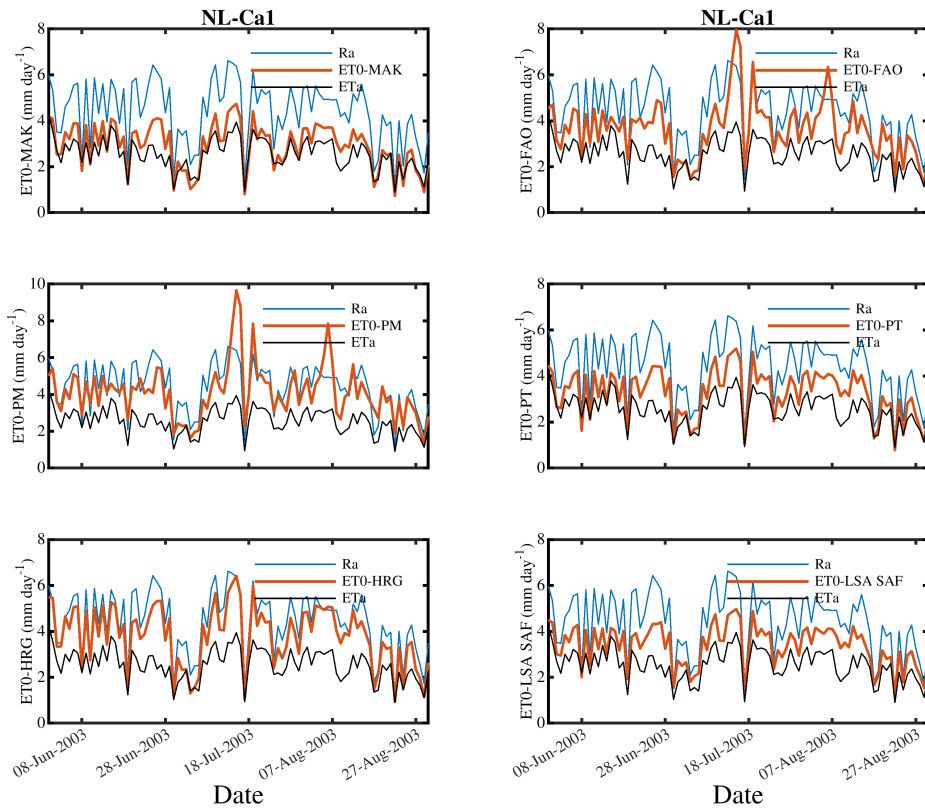 NL-Ca1
8
6
4
2
0
ET0-MAK (mm day-1)
Ra
ET0-MAK
ETa
NL-Ca1
8
6
4
2
0
ET0-FAO (mm day-1)
Ra
ET0-FAO
ETa
10
8
6
4
2
0
ET0-PM (mm day-1)
Ra
ET0-PM
ETa
8
6
4
2
0
ET0-PT (mm day-1)
Ra
ET0-PT
ETa
8
6
4
2
0
ET0-HRG (mm day-1)
Ra
ET0-HRG
ETa
08-Jun-2003
28-Jun-2003
18-Jul-2003
07-Aug-2003
27-Aug-2003
Date
8
6
4
2
0
ET0-LSA SAF (mm day-1)
Ra
ET0-LSA SAF
ETa
08-Jun-2003
28-Jun-2003
18-Jul-2003
07-Aug-2003
27-Aug-2003
Date